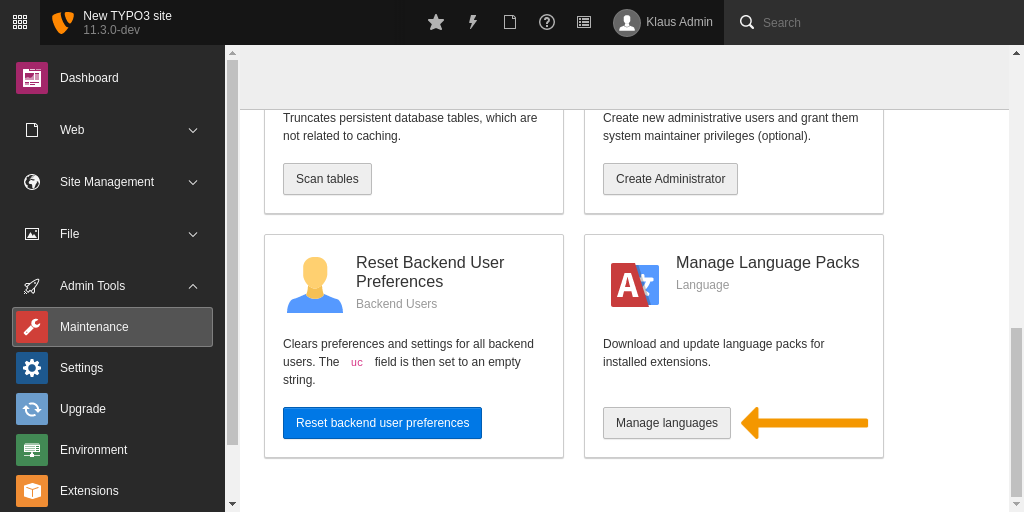 New TYPO3 site
11.3.0-dev
Klaus Admin
Search
Dashboard
Web
Site Management
File
Admin Tools
Maintenance
Settings
Upgrade
Environment
Extensions
Truncates persistent database tables, which are
not related to caching.
Scan tables
Create new administrative users and grant them
system maintainer privileges (optional).
Create Administrator
Reset Backend User
Preferences
Backend Users
Clears preferences and settings for all backend
users. The uc field is then set to an empty
string.
Reset backend user preferences
A
Manage Language Packs
Language
Download and update language packs for
installed extensions.
Manage languages